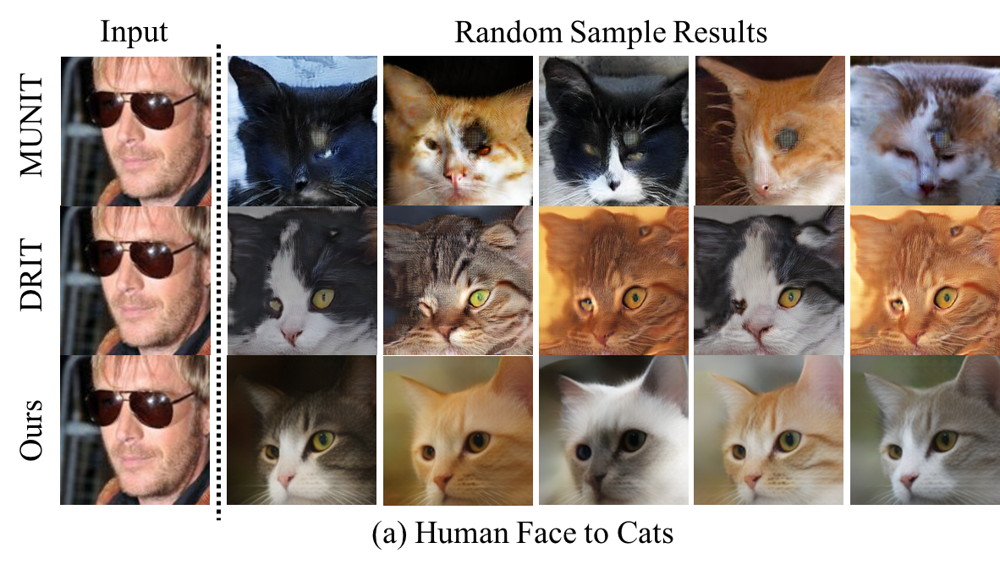 Input
Random Sample Results
MUNIT
DRIT
Ours
(a) Human Face to Cats